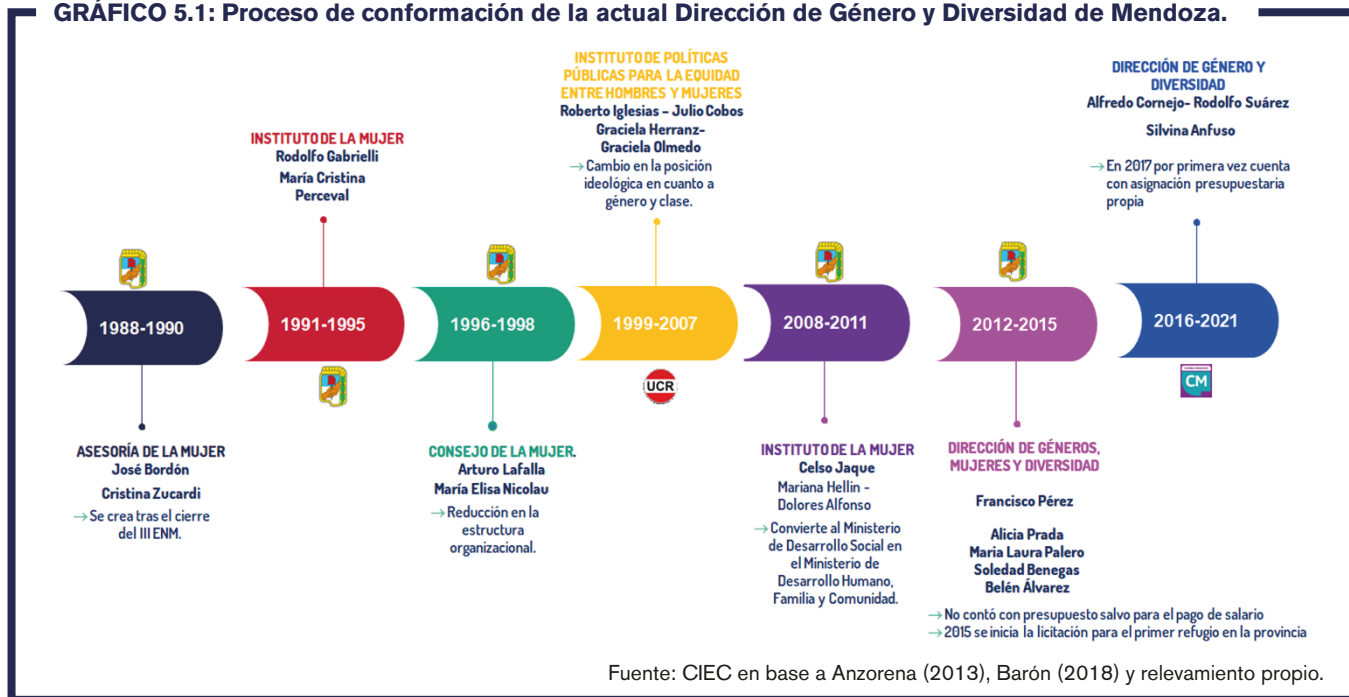 GRÁFICO 5.1: Proceso de conformación de la actual Dirección de Género y Diversidad de Mendoza.
1988-1990
ASESORÍA DE LA MUJER
José Bordón
Cristina Zucardi
→ Se crea tras el cierre
del III ENM.
INSTITUTO DE LA MUJER
Rodolfo Gabrielli
María Cristina
Perceval
1991-1995
1996-1998
CONSEJO DE LA MUJER.
Arturo Lafalla
María Elisa Nicolau
→ Reducción en la
estructura
organizacional.
INSTITUTO DE POLÍTICAS
PÚBLICAS PARA LA EQUIDAD
ENTRE HOMBRES Y MUJERES
Roberto Iglesias – Julio Cobos
Graciela Herranz-
Graciela Olmedo
→ Cambio en la posición
ideológica en cuanto a
género y clase.
1999-2007
UCR
2008-2011
INSTITUTO DE LA MUJER
Celso Jaque
Mariana Hellin –
Dolores Alfonso
→ Convierte al Ministerio
de Desarrollo Social en
el Ministerio de
Desarrollo Humano,
Familia y Comunidad.
2012-2015
DIRECCIÓN DE GÉNEROS,
MUJERES Y DIVERSIDAD
Francisco Pérez
Alicia Prada
Maria Laura Palero
Soledad Benegas
Belén Álvarez
→ No contó con presupuesto salvo para el pago de salario
→ 2015 se inicia la licitación para el primer refugio en la provincia
DIRECCIÓN DE GÉNERO Y
DIVERSIDAD
Alfredo Cornejo- Rodolfo Suárez
Silvina Anfuso
→ En 2017 por primera vez cuenta
con asignación presupuestaria
propia
2016-2021
CM
Fuente: CIEC en base a Anzorena (2013), Barón (2018) y relevamiento propio.